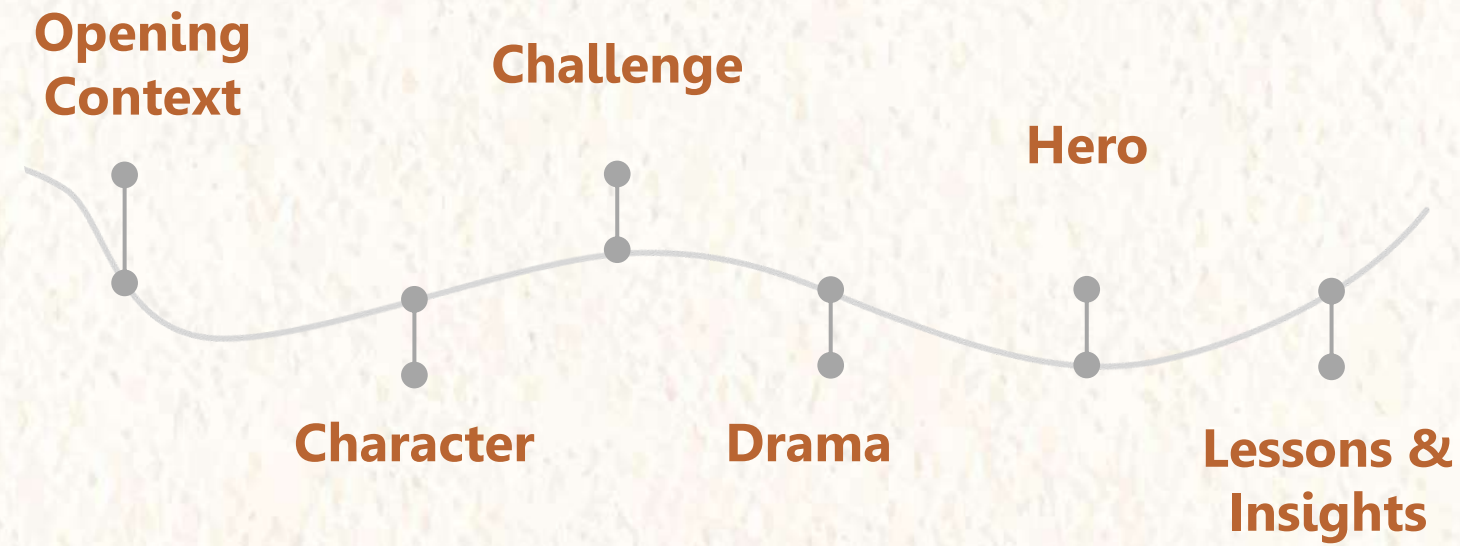 Opening
Context
Character
Challenge
Drama
Hero
Lessons &
Insights